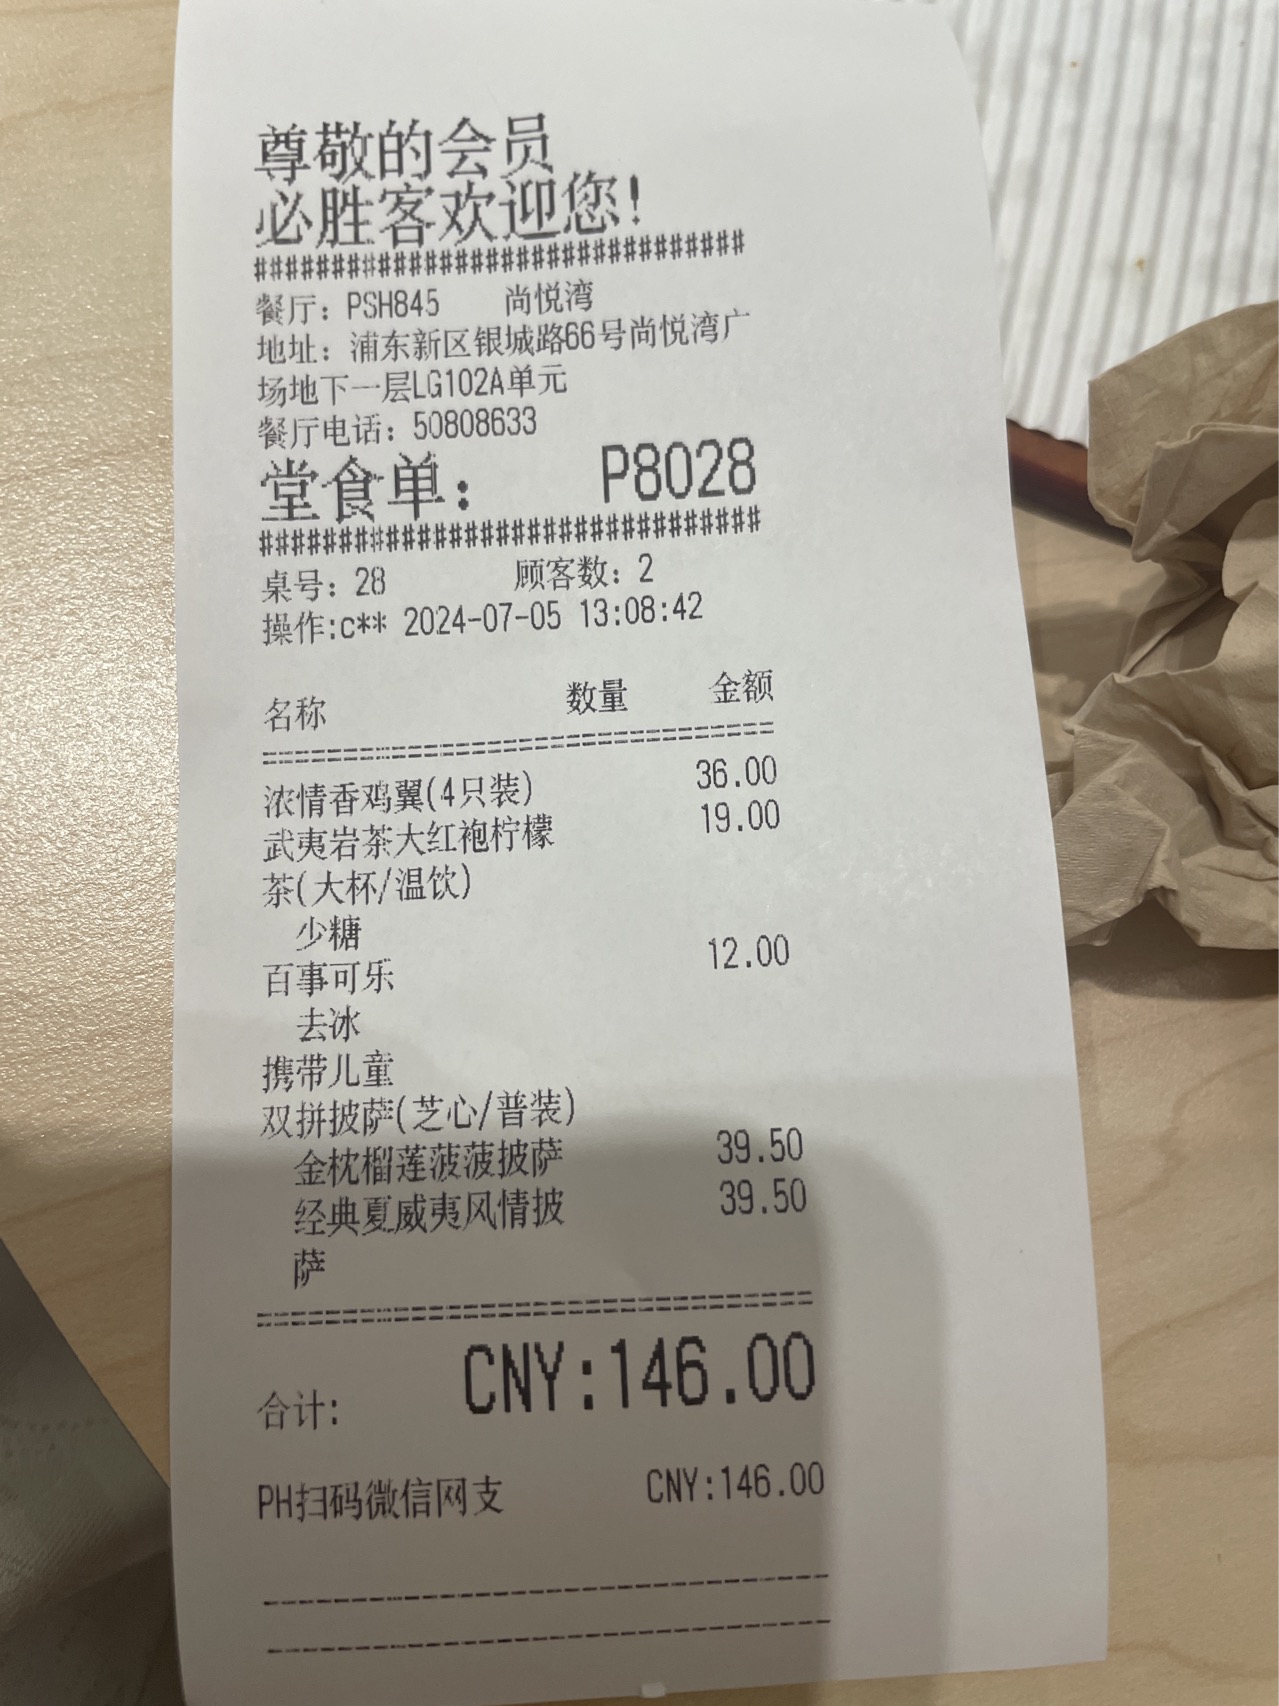 尊敬的会员
必胜客欢迎您!
################################
餐厅: PSH845 尚悦湾
地址: 浦东新区银城路66号尚悦湾广
场地下一层LG102A单元
餐厅电话: 50808633
堂食单: P8028
################################
桌号: 28 顾客数: 2
操作:c** 2024-07-05 13:08:42
名称 数量 金额
================================
浓情香鸡翼(4只装) 36.00
武夷岩茶大红袍柠檬 19.00
茶(大杯/温饮)
少糖
百事可乐 12.00
去冰
携带儿童
双拼披萨(芝心/普装)
金枕榴莲菠菠披萨 39.50
经典夏威夷风情披 39.50
萨
================================
合计: CNY:146.00
PH扫码微信网支 CNY:146.00
--------------------------------
--------------------------------